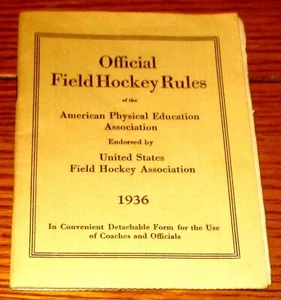 Official
Field Hockey Rules
of the
American Physical Education
Association
Endorsed by
United States
Field Hockey Association
1936
In Convenient Detachable Form for the Use
of Coaches and Officials